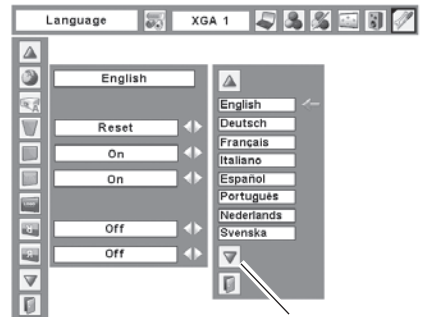 Language
XGA 1
English
Reset
On
On
Off
Off
English
Deutsch
Français
Italiano
Español
Português
Nederlands
Svenska